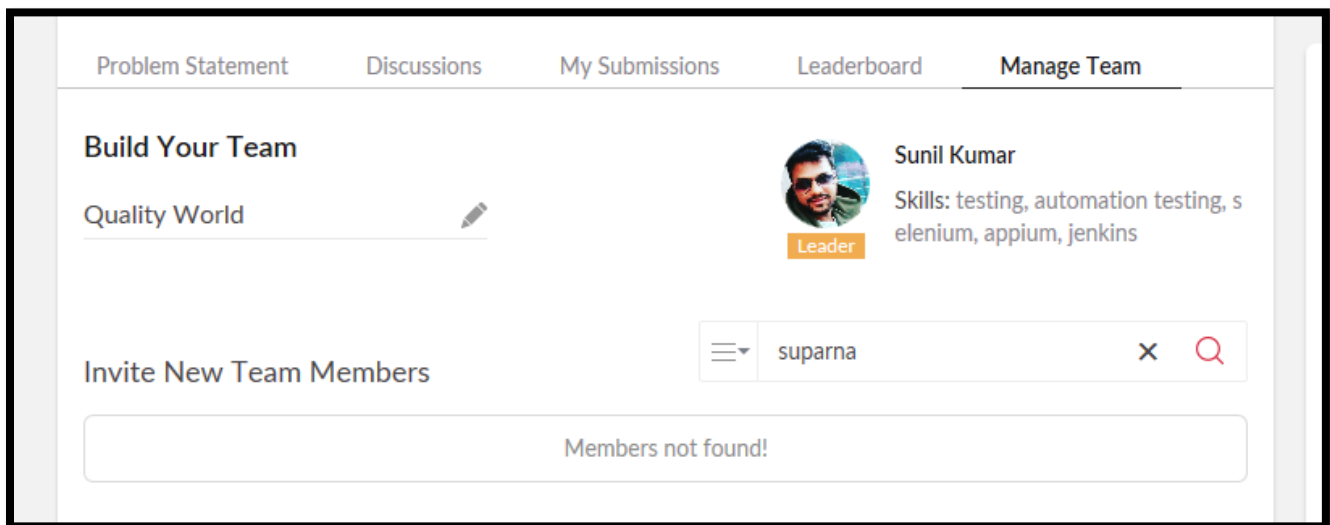 Problem Statement Discussions My Submissions Leaderboard Manage Team
Build Your Team
Quality World
Sunil Kumar
Skills: testing, automation testing, s
elenium, appium, jenkins
Leader
Invite New Team Members
suparna
Members not found!